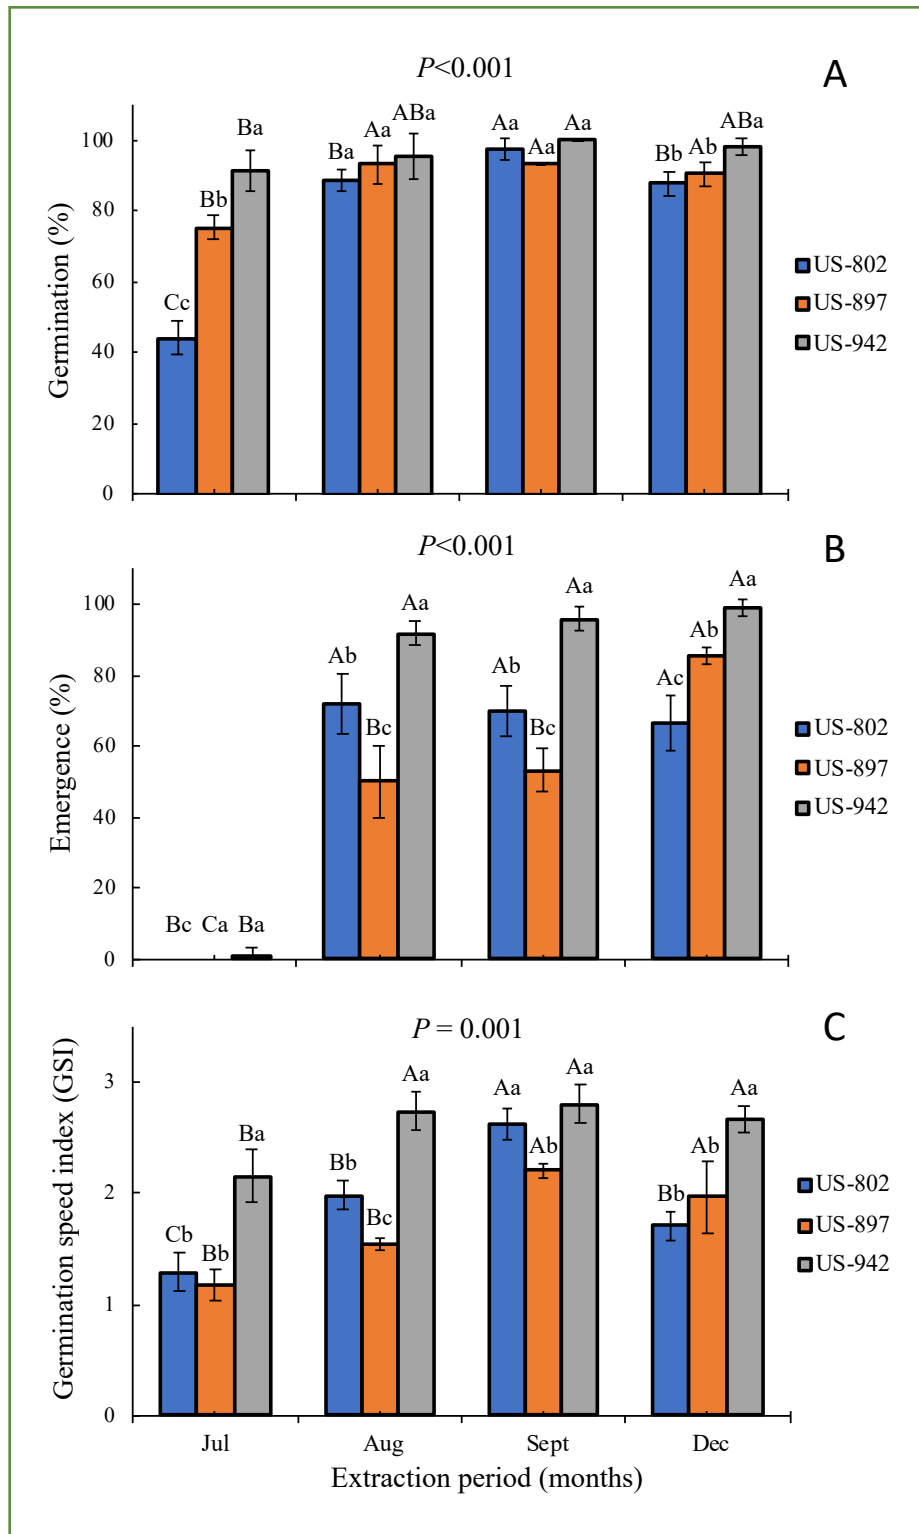 P<0.001
A
Germination (%)
100
80
60
40
20
0
Cc
Bb
Ba
Ba
Aa
ABa
Aa
Aa
Aa
Bb
Ab
ABa
US-802
US-897
US-942
P<0.001
B
Emergence (%)
100
80
60
40
20
0
Bc Ca Ba
Ab
Bc
Aa
Ab
Bc
Aa
Ac
Ab
Aa
US-802
US-897
US-942
P = 0.001
C
Germination speed index (GSI)
3
2
1
0
Cb
Bb
Ba
Bb
Bc
Aa
Aa
Ab
Aa
Bb
Ab
Aa
US-802
US-897
US-942
Jul Aug Sept Dec
Extraction period (months)